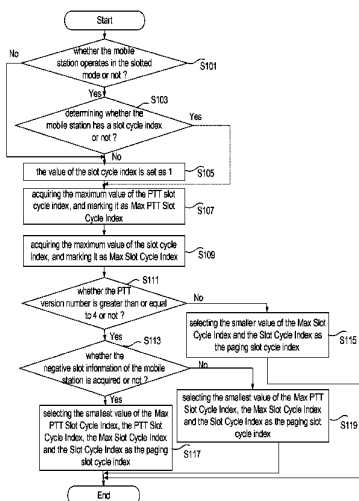 Start
No
whether the mobile
station operates in the slotted
mode or not ?
S101
Yes
S103
determining whether the
mobile station has a slot cycle index
or not ?
Yes
No
the value of the slot cycle index is set as 1
S105
acquiring the maximum value of the PTT slot
cycle index, and marking it as Max PTT Slot
Cycle Index
S107
acquiring the maximum value of the slot cycle
Index, and marking it as Max Slot Cycle Index
S109
S111
whether the PTT
version number is greater than or equal
to 4 or not ?
No
Yes
selecting the smaller value of the Max Slot
Cycle Index and the Slot Cycle Index as
the paging slot cycle index
S115
S113
whether the
negative slot information of the mobile
station is acquired or not ?
No
Yes
selecting the smallest value of the Max
PTT Slot Cycle Index, the PTT Slot
Cycle Index, the Max Slot Cycle Index
and the Slot Cycle Index as the paging
slot cycle index
S117
selecting the smallest value of the Max PTT
Slot Cycle Index, the Max Slot Cycle Index
and the Slot Cycle Index as the paging slot
cycle index
S119
End